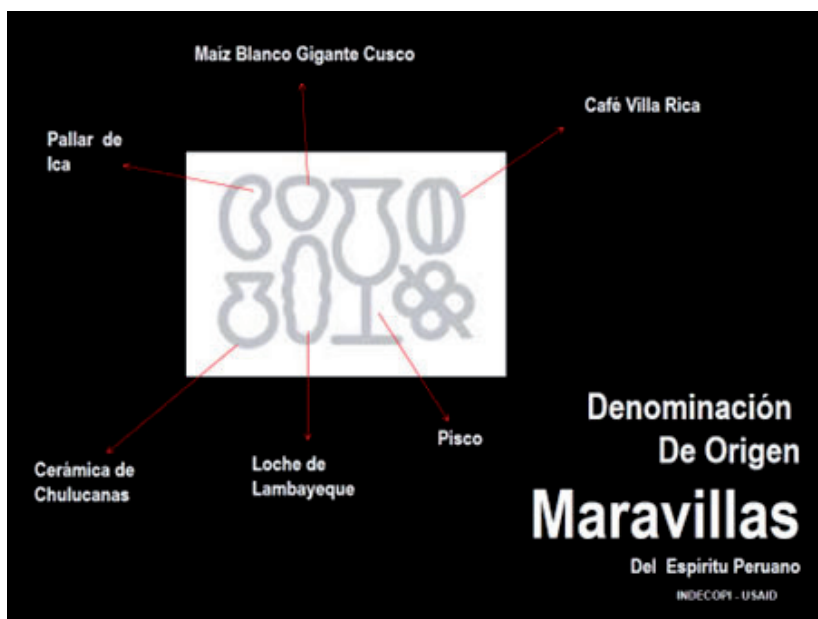 Maiz Blanco Gigante Cusco
Café Villa Rica
Pallar de
Ica
Pisco
Loche de
Lambayeque
Cerámica de
Chulucanas
Denominación
De Origen
Maravillas
Del Espiritu Peruano
INDECOPI - USAID